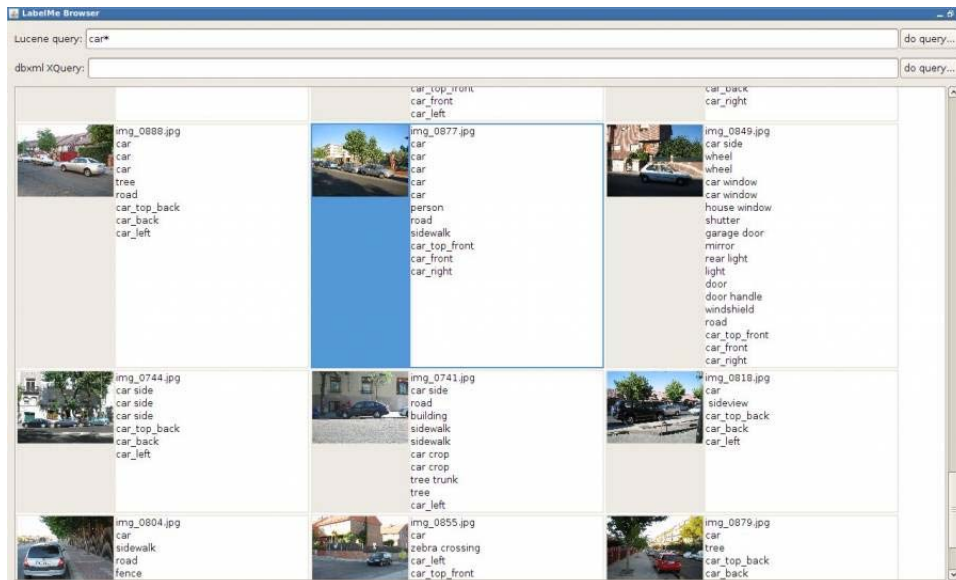 LabelMe Browser
Lucene query: car* do query...
dbxml XQuery: do query...
car_top_front
car_front
car_left
car_back
car_right
img_0888.jpg
car
car
car
tree
road
car_top_back
car_back
car_left
img_0877.jpg
car
car
car
car
car
person
road
sidewalk
car_top_front
car_front
car_right
img_0849.jpg
car side
wheel
wheel
car window
car window
house window
shutter
garage door
mirror
rear light
light
door
door handle
windshield
road
car_top_front
car_front
car_right
img_0744.jpg
car side
car side
car side
car_top_back
car_back
car_left
img_0741.jpg
car side
road
building
sidewalk
sidewalk
car crop
car crop
tree trunk
tree
car_left
img_0818.jpg
car
sideview
car_top_back
car_back
car_left
img_0804.jpg
car
sidewalk
road
fence
img_0855.jpg
car
zebra crossing
car_left
car_top_front
img_0879.jpg
car
tree
car_top_back
car_back